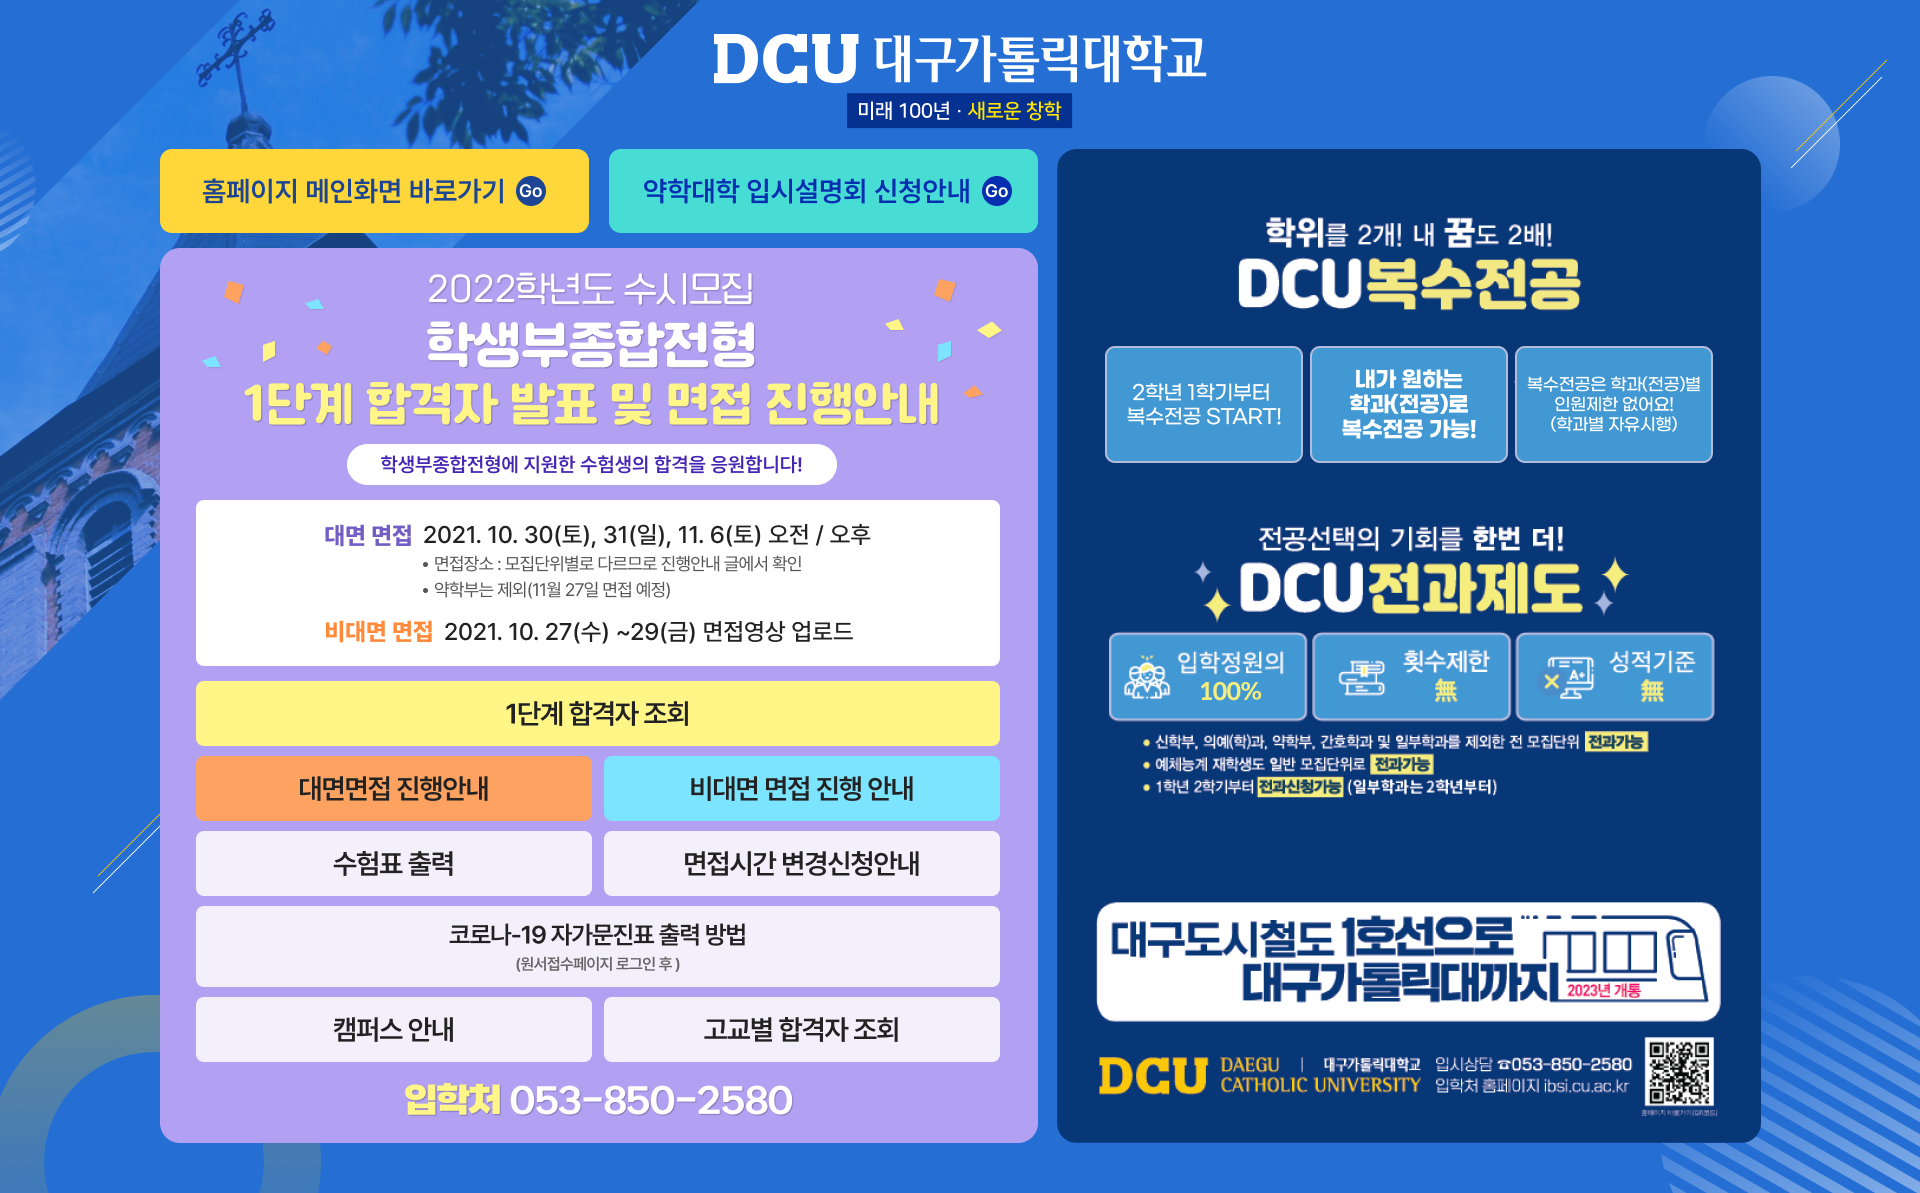 DCU 대구가톨릭대학교
미래 100년 · 새로운 창학
홈페이지 메인화면 바로가기 Go
약학대학 입시설명회 신청안내 Go
2022학년도 수시모집
학생부종합전형
1단계 합격자 발표 및 면접 진행안내
학생부종합전형에 지원한 수험생의 합격을 응원합니다!
대면 면접 2021. 10. 30(토), 31(일), 11. 6(토) 오전 / 오후
• 면접장소 : 모집단위별로 다르므로 진행안내 글에서 확인
• 약학부는 제외(11월 27일 면접 예정)
비대면 면접 2021. 10. 27(수) ~29(금) 면접영상 업로드
1단계 합격자 조회
대면면접 진행안내
비대면 면접 진행 안내
수험표 출력
면접시간 변경신청안내
코로나-19 자가문진표 출력 방법
(원서접수페이지 로그인 후 )
캠퍼스 안내
고교별 합격자 조회
입학처 053-850-2580
학위를 2개! 내 꿈도 2배!
DCU복수전공
2학년 1학기부터
복수전공 START!
내가 원하는
학과(전공)로
복수전공 가능!
복수전공은 학과(전공)별
인원제한 없어요!
(학과별 자유시행)
전공선택의 기회를 한번 더!
DCU전과제도
입학정원의
100%
횟수제한
無
A+
성적기준
無
• 신학부, 의예(학)과, 약학부, 간호학과 및 일부학과를 제외한 전 모집단위 전과가능
• 예체능계 재학생도 일반 모집단위로 전과가능
• 1학년 2학기부터 전과신청가능 (일부학과는 2학년부터)
대구도시철도 1호선으로
대구가톨릭대까지
2023년 개통
DCU DAEGU | 대구가톨릭대학교
CATHOLIC UNIVERSITY
입시상담 ☎053-850-2580
입학처 홈페이지 ibsi.cu.ac.kr
홈페이지 바로가기(QR코드)